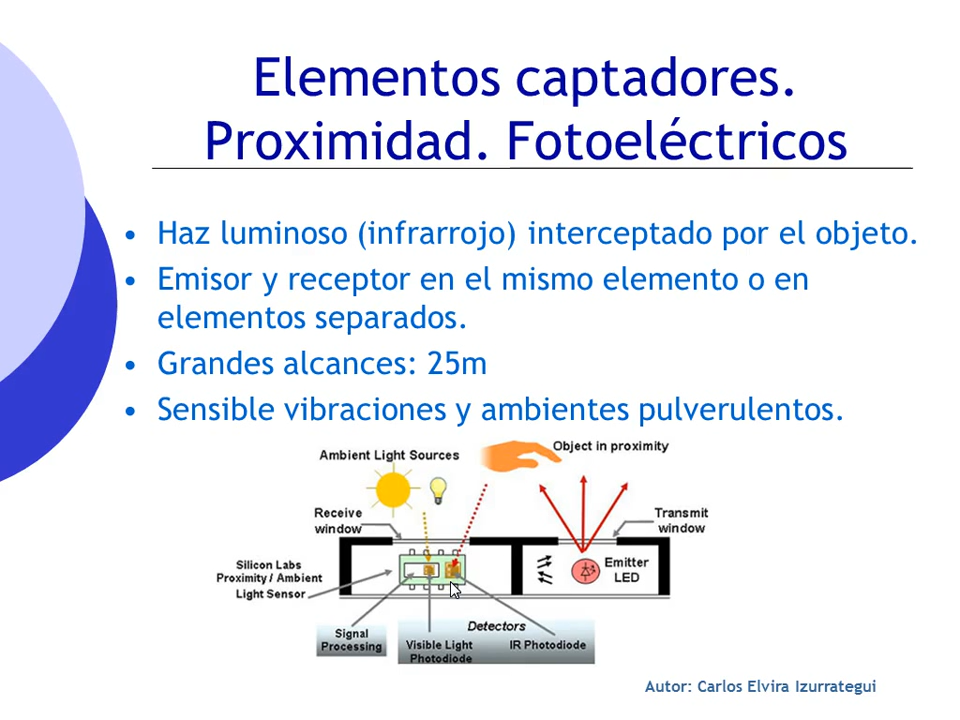 Elementos captadores.
Proximidad. Fotoeléctricos
• Haz luminoso (infrarrojo) interceptado por el objeto.
• Emisor y receptor en el mismo elemento o en
elementos separados.
• Grandes alcances: 25m
• Sensible vibraciones y ambientes pulverulentos.
Ambient Light Sources
Object in proximity
Receive
window
Transmit
window
Silicon Labs
Proximity / Ambient
Light Sensor
Emitter
LED
Signal
Processing
Detectors
Visible Light
Photodiode
IR Photodiode
Autor: Carlos Elvira Izurrategui